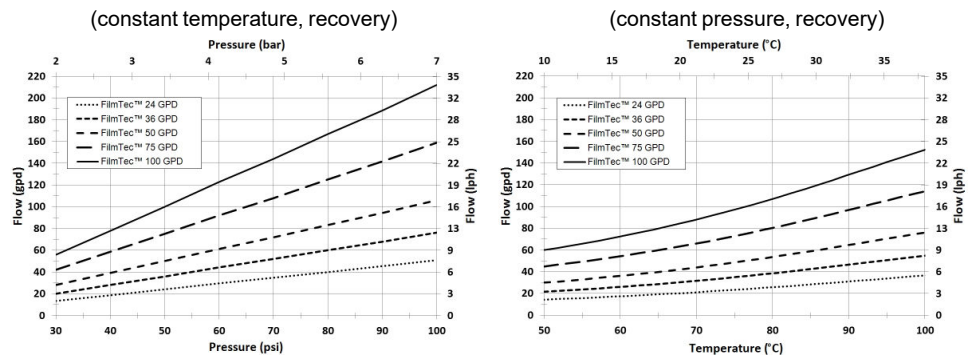 (constant temperature, recovery)
Pressure (bar)
2 3 4 5 6 7
220 200 180 160 140 120 100 80 60 40 20 0
Flow (gpd)
FilmTec™ 24 GPD
FilmTec™ 36 GPD
FilmTec™ 50 GPD
FilmTec™ 75 GPD
FilmTec™ 100 GPD
35 32 28 25 22 19 16 13 9 6 3 0
Flow (lph)
30 40 50 60 70 80 90 100
Pressure (psi)
(constant pressure, recovery)
Temperature (°C)
10 15 20 25 30 35
220 200 180 160 140 120 100 80 60 40 20 0
Flow (gpd)
FilmTec™ 24 GPD
FilmTec™ 36 GPD
FilmTec™ 50 GPD
FilmTec™ 75 GPD
FilmTec™ 100 GPD
35 32 28 25 22 19 16 13 9 6 3 0
Flow (lph)
50 60 70 80 90 100
Temperature (°C)